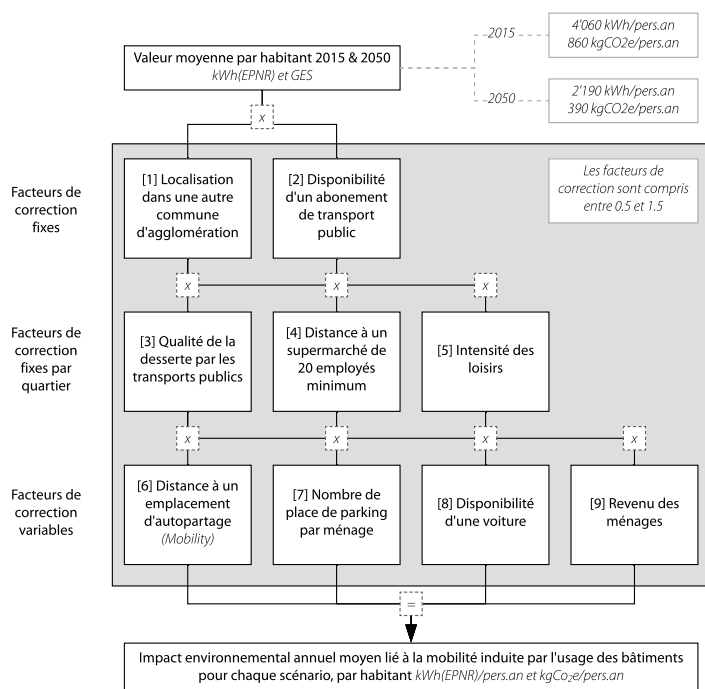 2015
4'060 kWh/pers.an
860 kgCO2e/pers.an
Valeur moyenne par habitant 2015 & 2050
kWh(EPNR) et GES
2050
2'190 kWh/pers.an
390 kgCO2e/pers.an
x
Facteurs de
correction
fixes
[1] Localisation
dans une autre
commune
d'agglomération
[2] Disponibilité
d'un abonement
de transport
public
Les facteurs de
correction sont compris
entre 0.5 et 1.5
x
x
x
Facteurs de
correction
fixes par
quartier
[3] Qualité de la
desserte par les
transports publics
[4] Distance à un
supermarché de
20 employés
minimum
[5] Intensité des
loisirs
x
x
x
x
Facteurs de
correction
variables
[6] Distance à un
emplacement
d'autopartage
(Mobility)
[7] Nombre de
place de parking
par ménage
[8] Disponibilité
d'une voiture
[9] Revenu des
ménages
=
Impact environnemental annuel moyen lié à la mobilité induite par l'usage des bâtiments
pour chaque scénario, par habitant kWh(EPNR)/pers.an et kgCo₂e/pers.an